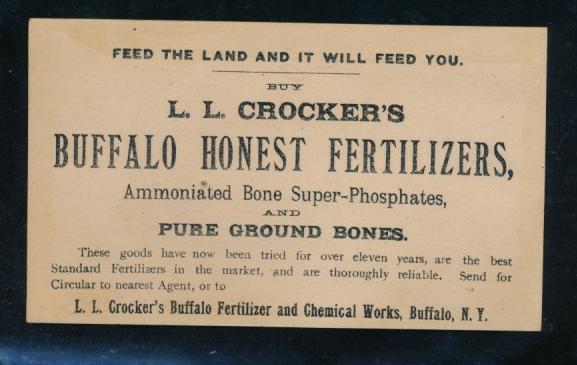 FEED THE LAND AND IT WILL FEED YOU.
BUY
L. L. CROCKER'S
BUFFALO HONEST FERTILIZERS,
Ammoniated Bone Super-Phosphates,
AND
PURE GROUND BONES.
These goods have now been tried for over eleven years, are the best
Standard Fertilizers in the market, and are thoroughly reliable. Send for
Circular to nearest Agent, or to
L. L. Crocker's Buffalo Fertilizer and Chemical Works, Buffalo, N. Y.